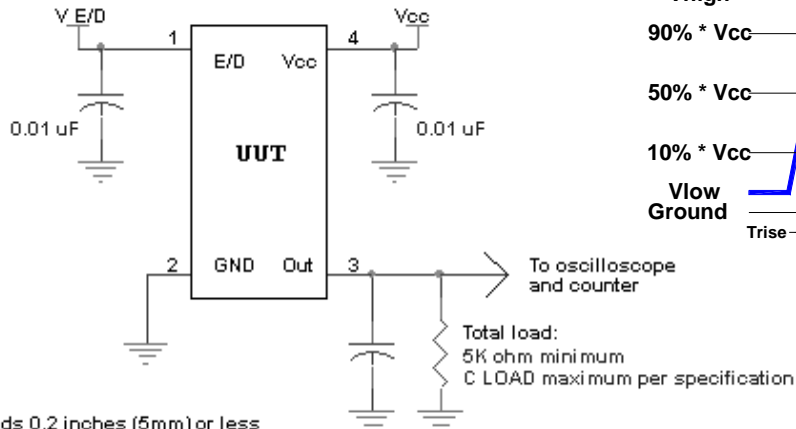 V E/D
Vcc
1
4
E/D
Vcc
0.01 uF
0.01 uF
UUT
2
GND
Out
3
To oscilloscope
and counter
Total load:
5K ohm minimum
C LOAD maximum per specification
0.2 inches (5mm) or less
90% * Vcc
50% * Vcc
10% * Vcc
Vlow
Ground
Trise